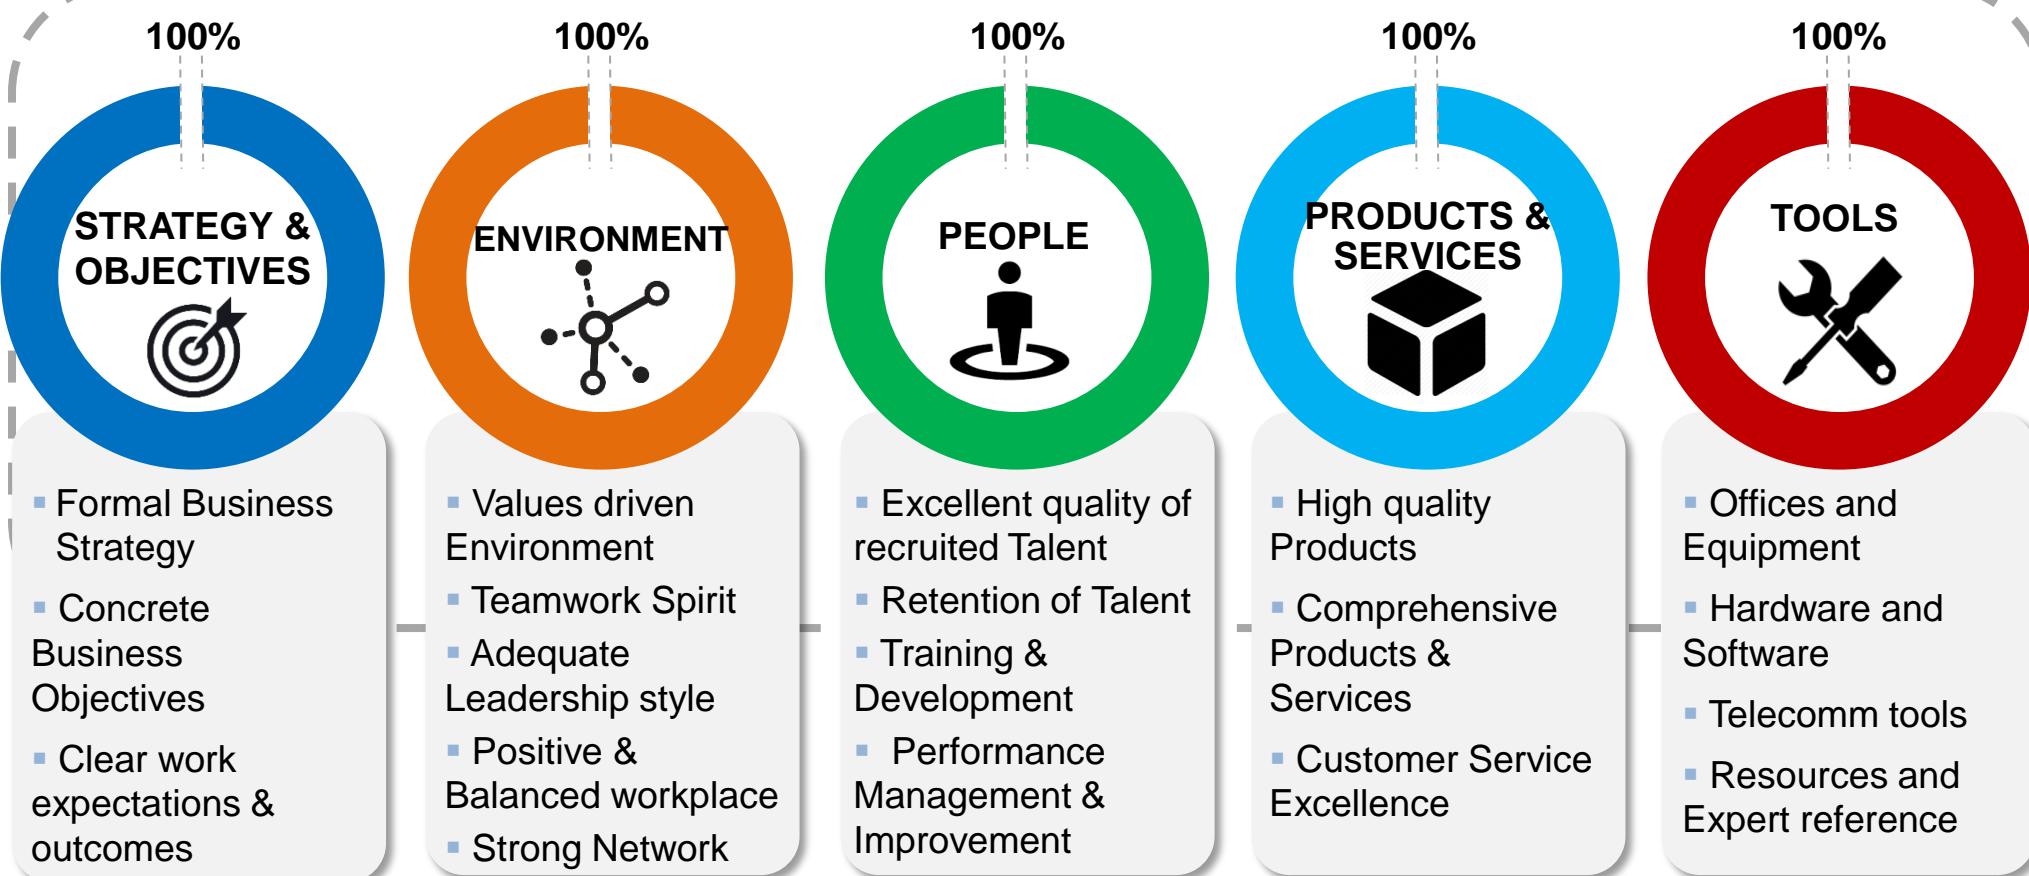 100%
100%
100%
100%
100%
STRATEGY &
OBJECTIVES
ENVIRONMENT
PEOPLE
PRODUCTS &
SERVICES
TOOLS
▪ Formal Business
Strategy
▪ Concrete
Business
Objectives
▪ Clear work
expectations &
outcomes
▪ Values driven
Environment
▪ Teamwork Spirit
▪ Adequate
Leadership style
▪ Positive &
Balanced workplace
▪ Strong Network
▪ Excellent quality of
recruited Talent
▪ Retention of Talent
▪ Training &
Development
▪ Performance
Management &
Improvement
▪ High quality
Products
▪ Comprehensive
Products &
Services
▪ Customer Service
Excellence
▪ Offices and
Equipment
▪ Hardware and
Software
▪ Telecomm tools
▪ Resources and
Expert reference